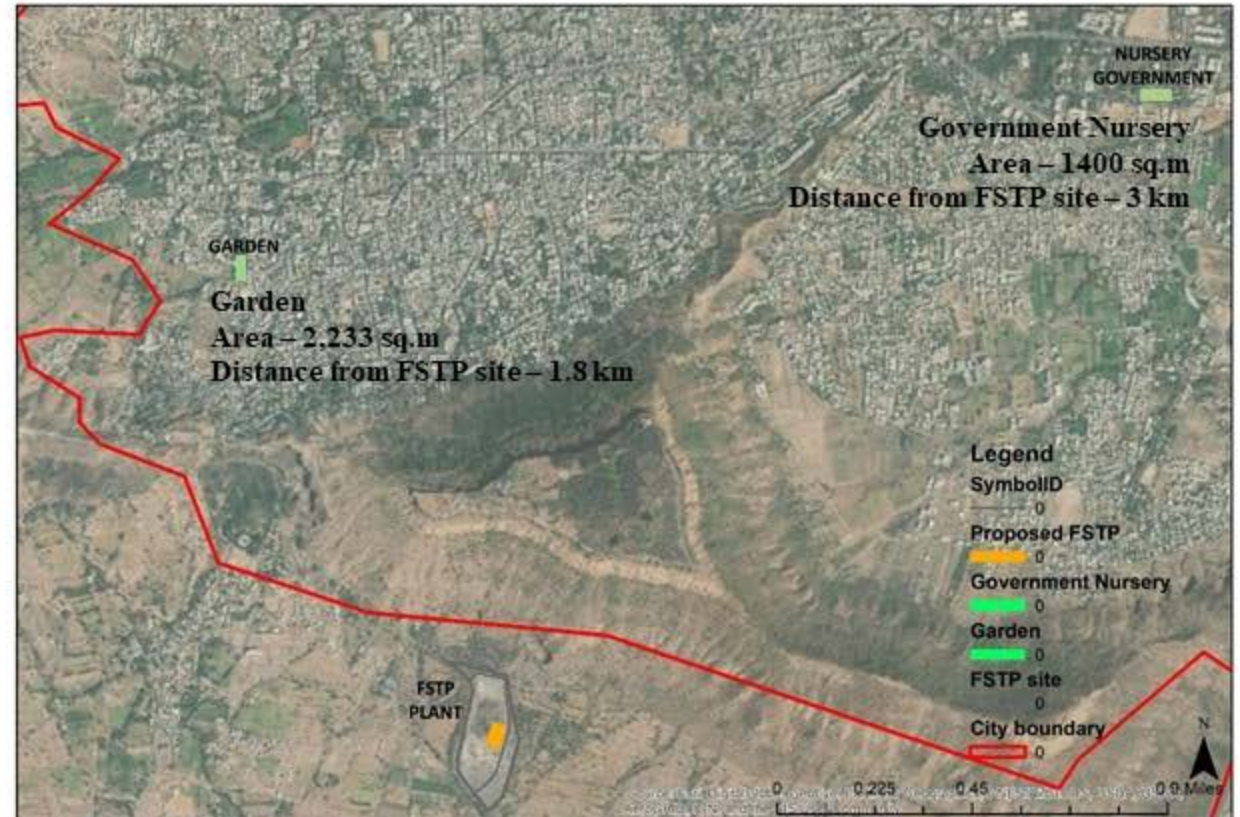 NURSERY
GOVERNMENT
Government Nursery
Area – 1400 sq.m
Distance from FSTP site – 3 km
GARDEN
Garden
Area – 2,233 sq.m
Distance from FSTP site – 1.8 km
Legend
SymbolID
0
Proposed FSTP
0
Government Nursery
0
Garden
0
FSTP site
0
City boundary
0
FSTP
PLANT
N
0 0.225 0.45 0.9 Miles